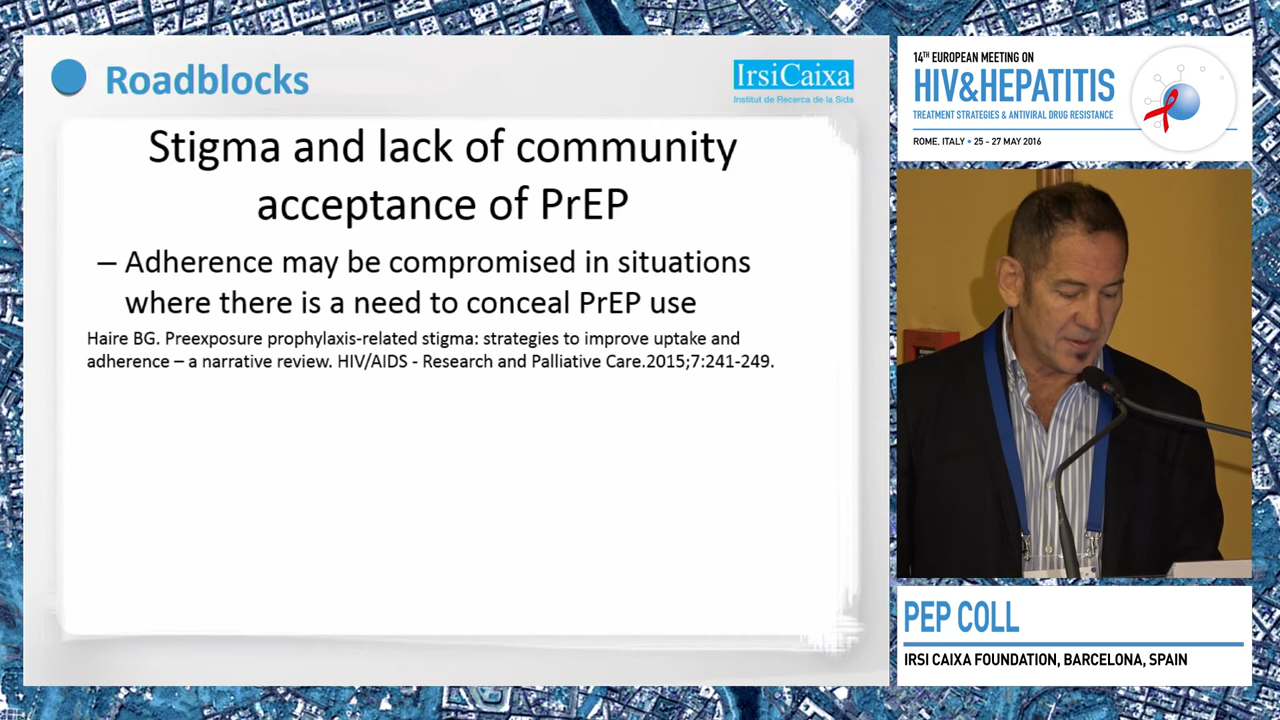 Roadblocks
IrsiCaixa
Institut de Recerca de la Sida
Stigma and lack of community
acceptance of PrEP
– Adherence may be compromised in situations
where there is a need to conceal PrEP use
Haire BG. Preexposure prophylaxis-related stigma: strategies to improve uptake and
adherence – a narrative review. HIV/AIDS - Research and Palliative Care.2015;7:241-249.
14TH EUROPEAN MEETING ON
HIV&HEPATITIS
TREATMENT STRATEGIES & ANTIVIRAL DRUG RESISTANCE
ROME, ITALY • 25 - 27 MAY 2016
PEP COLL
IRSI CAIXA FOUNDATION, BARCELONA, SPAIN